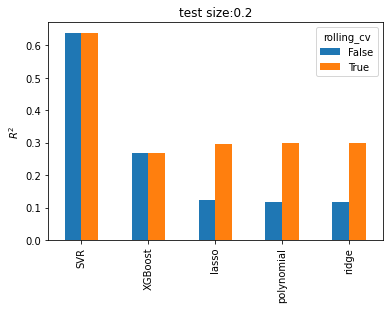 test size:0.2
rolling_cv
False
True
R²
0.6
0.5
0.4
0.3
0.2
0.1
0.0
SVR
XGBoost
lasso
polynomial
ridge